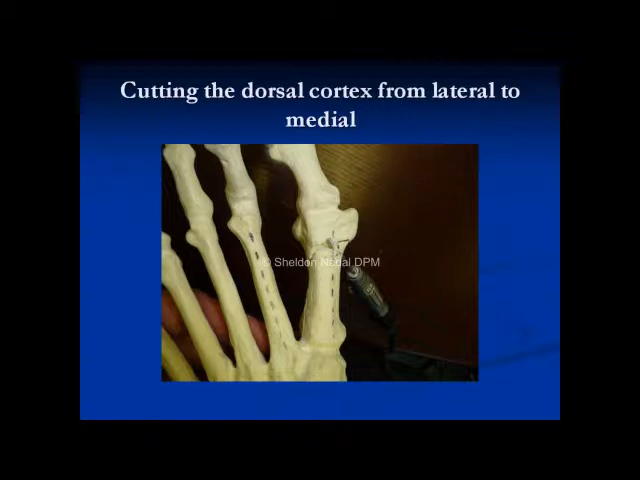 Cutting the dorsal cortex from lateral to
medial
© Sheldon Nadal DPM